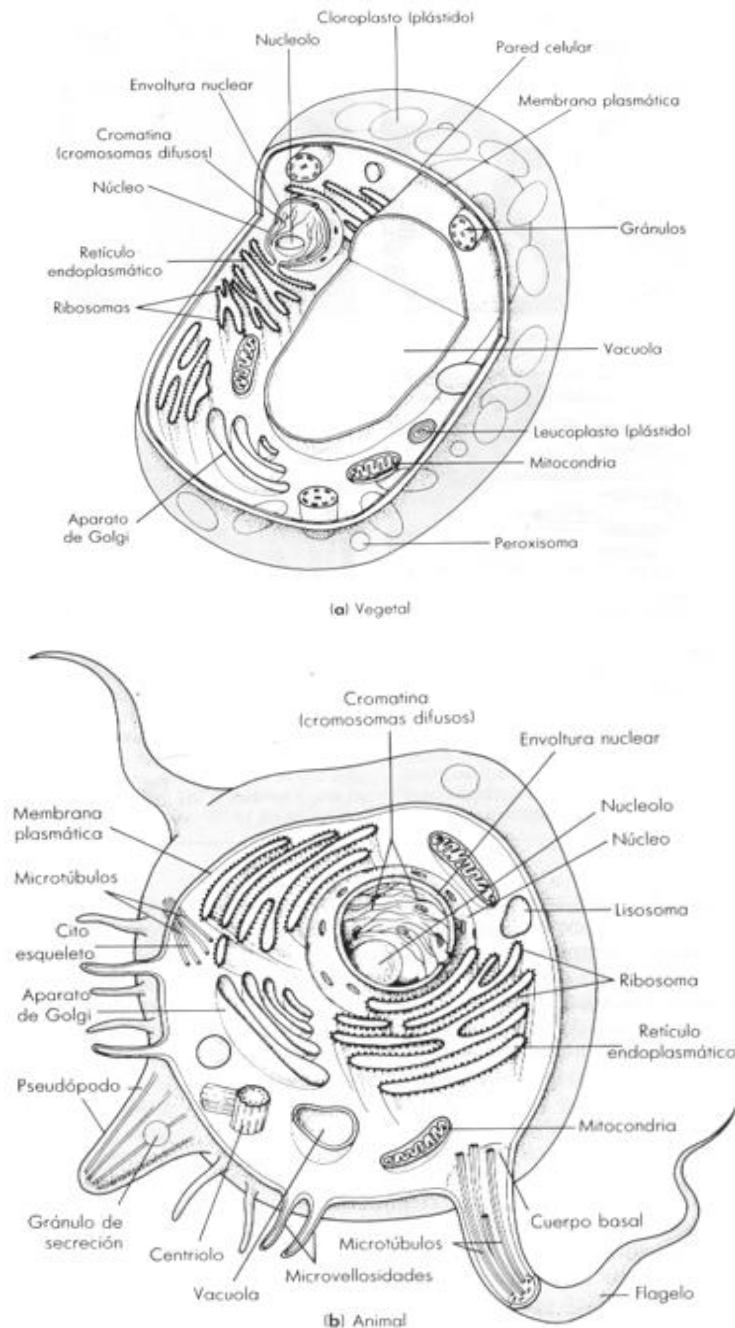 Cloroplasto (plástido)
Nucleolo
Pared celular
Envoltura nuclear
Membrana plasmática
Cromatina
(cromosomas difusos)
Núcleo
Gránulos
Retículo
endoplasmático
Ribosomas
Vacuola
Leucoplasto (plástido)
Mitocondria
Aparato
de Golgi
Peroxisoma
(a) Vegetal
Cromatina
(cromosomas difusos)
Envoltura nuclear
Membrana
plasmática
Nucleolo
Núcleo
Microtúbulos
Lisosoma
Cito
esqueleto
Ribosoma
Aparato
de Golgi
Retículo
endoplasmático
Pseudópodo
Mitocondria
Gránulo de
secreción
Centriolo
Vacuola
Microvellosidades
Microtúbulos
Cuerpo basal
Flagelo
(b) Animal